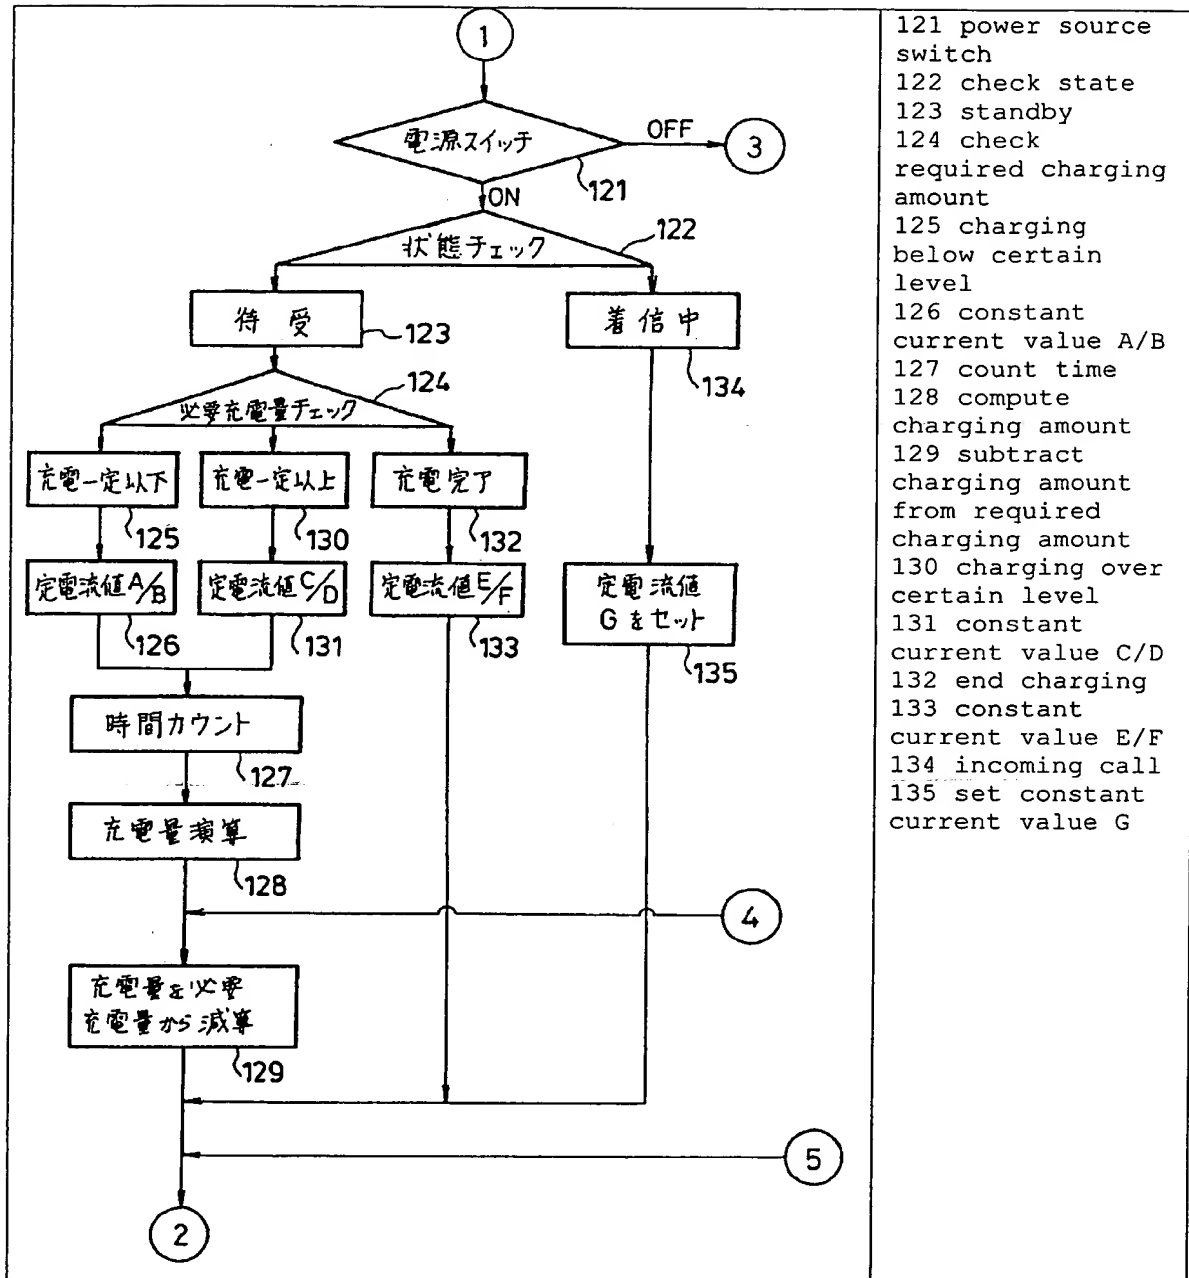 1
電源スイッチ
OFF
3
121
ON
状態チェック
122
待受
123
着信中
134
124
必要充電量チェック
充電一定以下
125
充電一定以上
130
充電完了
132
定電流値A/B
126
定電流値C/D
131
定電流値E/F
133
定電流値
Gをセット
135
時間カウント
127
充電量演算
128
4
充電量を必要
充電量から減算
129
5
2
121 power source
switch
122 check state
123 standby
124 check
required charging
amount
125 charging
below certain
level
126 constant
current value A/B
127 count time
128 compute
charging amount
129 subtract
charging amount
from required
charging amount
130 charging over
certain level
131 constant
current value C/D
132 end charging
133 constant
current value E/F
134 incoming call
135 set constant
current value G